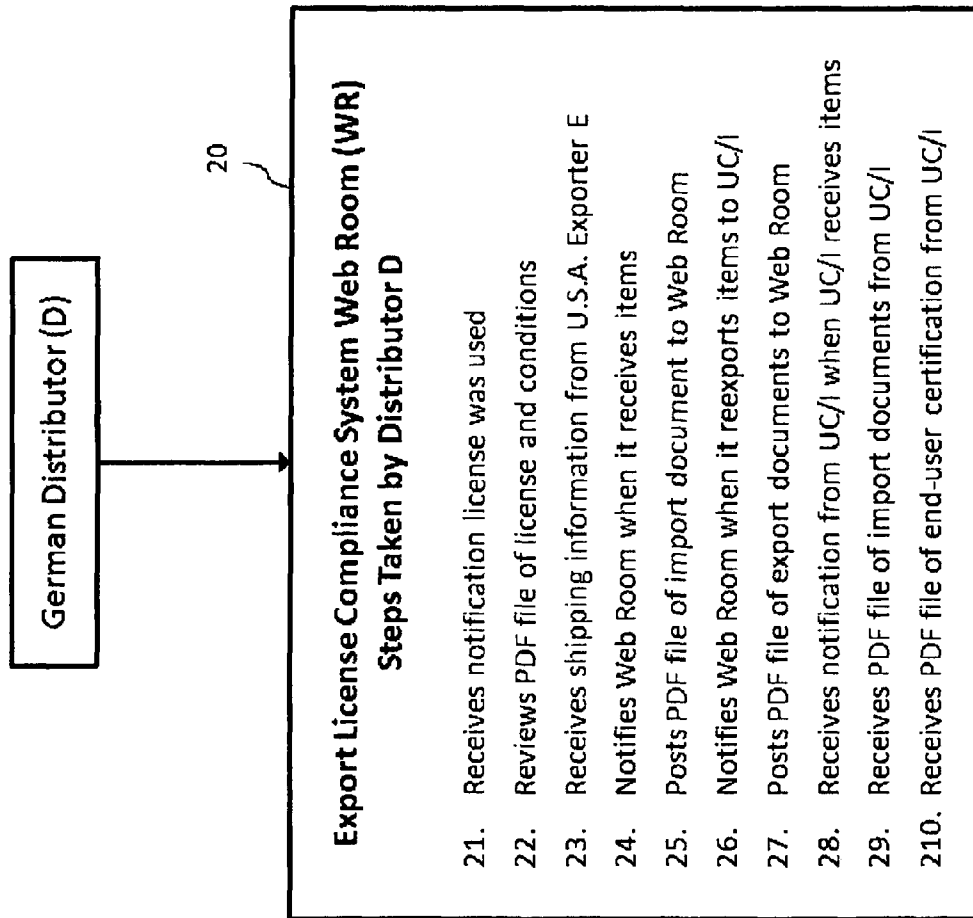 German Distributor (D)
20
Export License Compliance System Web Room (WR)
Steps Taken by Distributor D
21. Receives notification license was used
22. Reviews PDF file of license and conditions
23. Receives shipping information from U.S.A. Exporter E
24. Notifies Web Room when it receives items
25. Posts PDF file of import document to Web Room
26. Notifies Web Room when it reexports items to UC/I
27. Posts PDF file of export documents to Web Room
28. Receives notification from UC/I when UC/I receives items
29. Receives PDF file of import documents from UC/I
210. Receives PDF file of end-user certification from UC/I